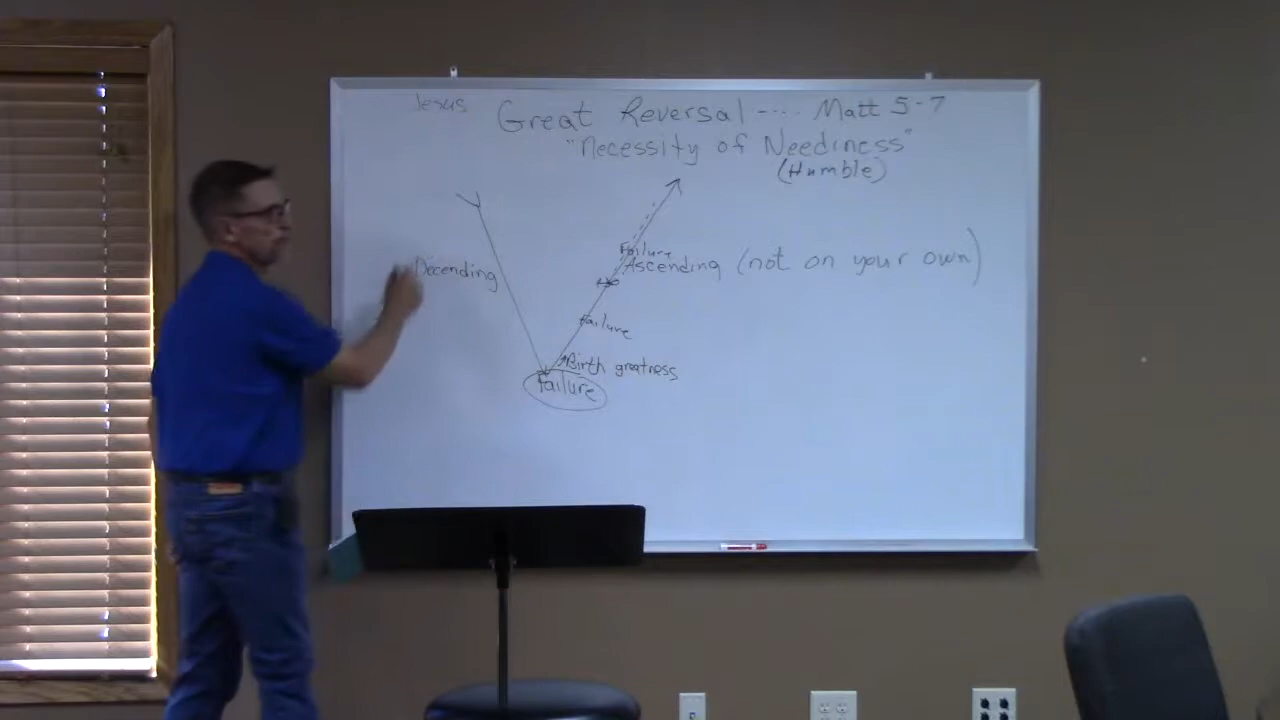 Jesus Great Reversal ---- Matt 5-7
"Necessity of Neediness"
(Humble)
Failure
Decending
Ascending (not on your own)
Failure
Birth greatness
Failure